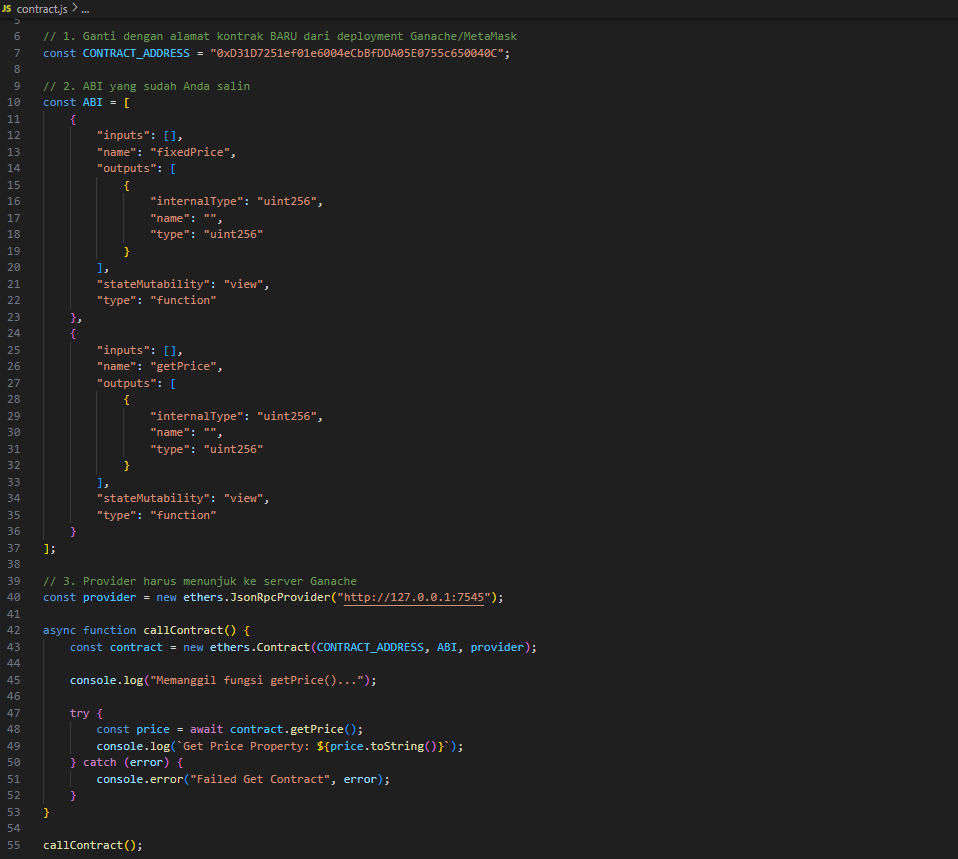 JS contract.js > ...
5
6 // 1. Ganti dengan alamat kontrak BARU dari deployment Ganache/MetaMask
7 const CONTRACT_ADDRESS = "0xD31D7251ef01e6004eCbBfDDA05E0755c650040C";
8
9 // 2. ABI yang sudah Anda salin
10 const ABI = [
11     {
12         "inputs": [],
13         "name": "fixedPrice",
14         "outputs": [
15             {
16                 "internalType": "uint256",
17                 "name": "",
18                 "type": "uint256"
19             }
20         ],
21         "stateMutability": "view",
22         "type": "function"
23     },
24     {
25         "inputs": [],
26         "name": "getPrice",
27         "outputs": [
28             {
29                 "internalType": "uint256",
30                 "name": "",
31                 "type": "uint256"
32             }
33         ],
34         "stateMutability": "view",
35         "type": "function"
36     }
37 ];
38
39 // 3. Provider harus menunjuk ke server Ganache
40 const provider = new ethers.JsonRpcProvider("http://127.0.0.1:7545");
41
42 async function callContract() {
43     const contract = new ethers.Contract(CONTRACT_ADDRESS, ABI, provider);
44
45     console.log("Memanggil fungsi getPrice()...");
46
47     try {
48         const price = await contract.getPrice();
49         console.log(`Get Price Property: ${price.toString()}`);
50     } catch (error) {
51         console.error("Failed Get Contract", error);
52     }
53 }
54
55 callContract();